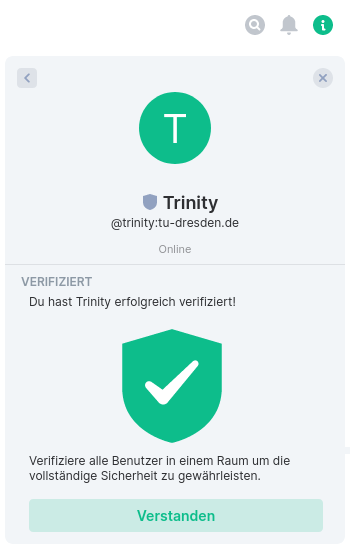 T
Trinity
@trinity:tu-dresden.de
Online
VERIFIZIERT
Du hast Trinity erfolgreich verifiziert!
Verifiziere alle Benutzer in einem Raum um die
vollständige Sicherheit zu gewährleisten.
Verstanden